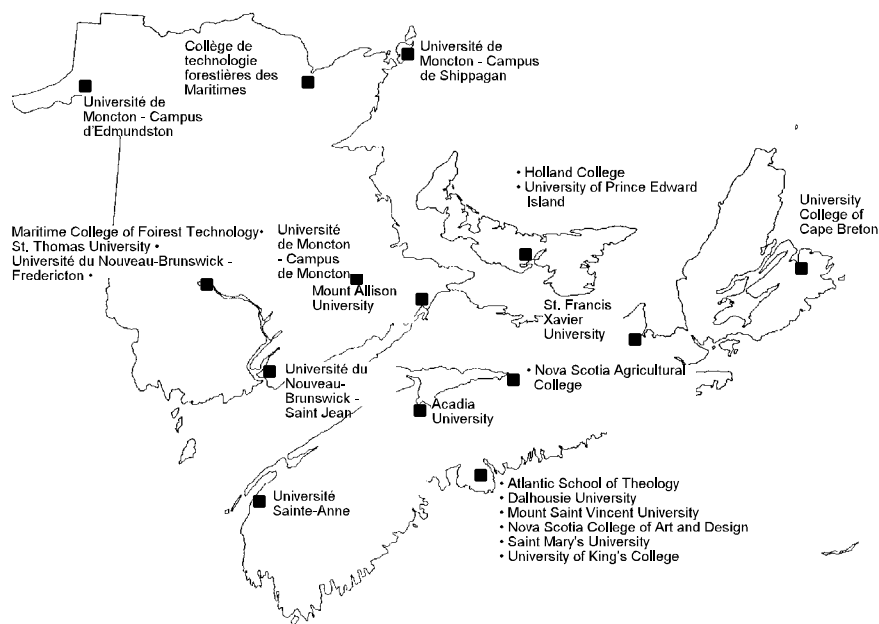 Collège de
technologie
forestières des
Maritimes
Université de
Moncton - Campus
de Shippagan
Université de
Moncton - Campus
d'Edmundston
• Holland College
• University of Prince Edward
Island
University
College of
Cape Breton
Maritime College of Foirest Technology•
St. Thomas University •
Université du Nouveau-Brunswick -
Fredericton •
Université
de Moncton
- Campus
de Moncton
Mount Allison
University
St. Francis
Xavier
University
Université du
Nouveau-
Brunswick -
Saint Jean
• Nova Scotia Agricultural
College
Acadia
University
Université
Sainte-Anne
• Atlantic School of Theology
• Dalhousie University
• Mount Saint Vincent University
• Nova Scotia College of Art and Design
• Saint Mary's University
• University of King's College